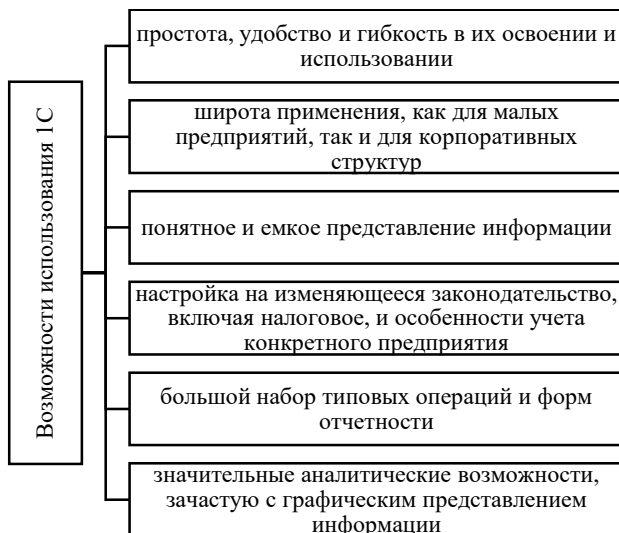 Возможности использования 1С
простота, удобство и гибкость в их освоении и
использовании
широта применения, как для малых
предприятий, так и для корпоративных
структур
понятное и емкое представление информации
настройка на изменяющееся законодательство,
включая налоговое, и особенности учета
конкретного предприятия
большой набор типовых операций и форм
отчетности
значительные аналитические возможности,
зачастую с графическим представлением
информации